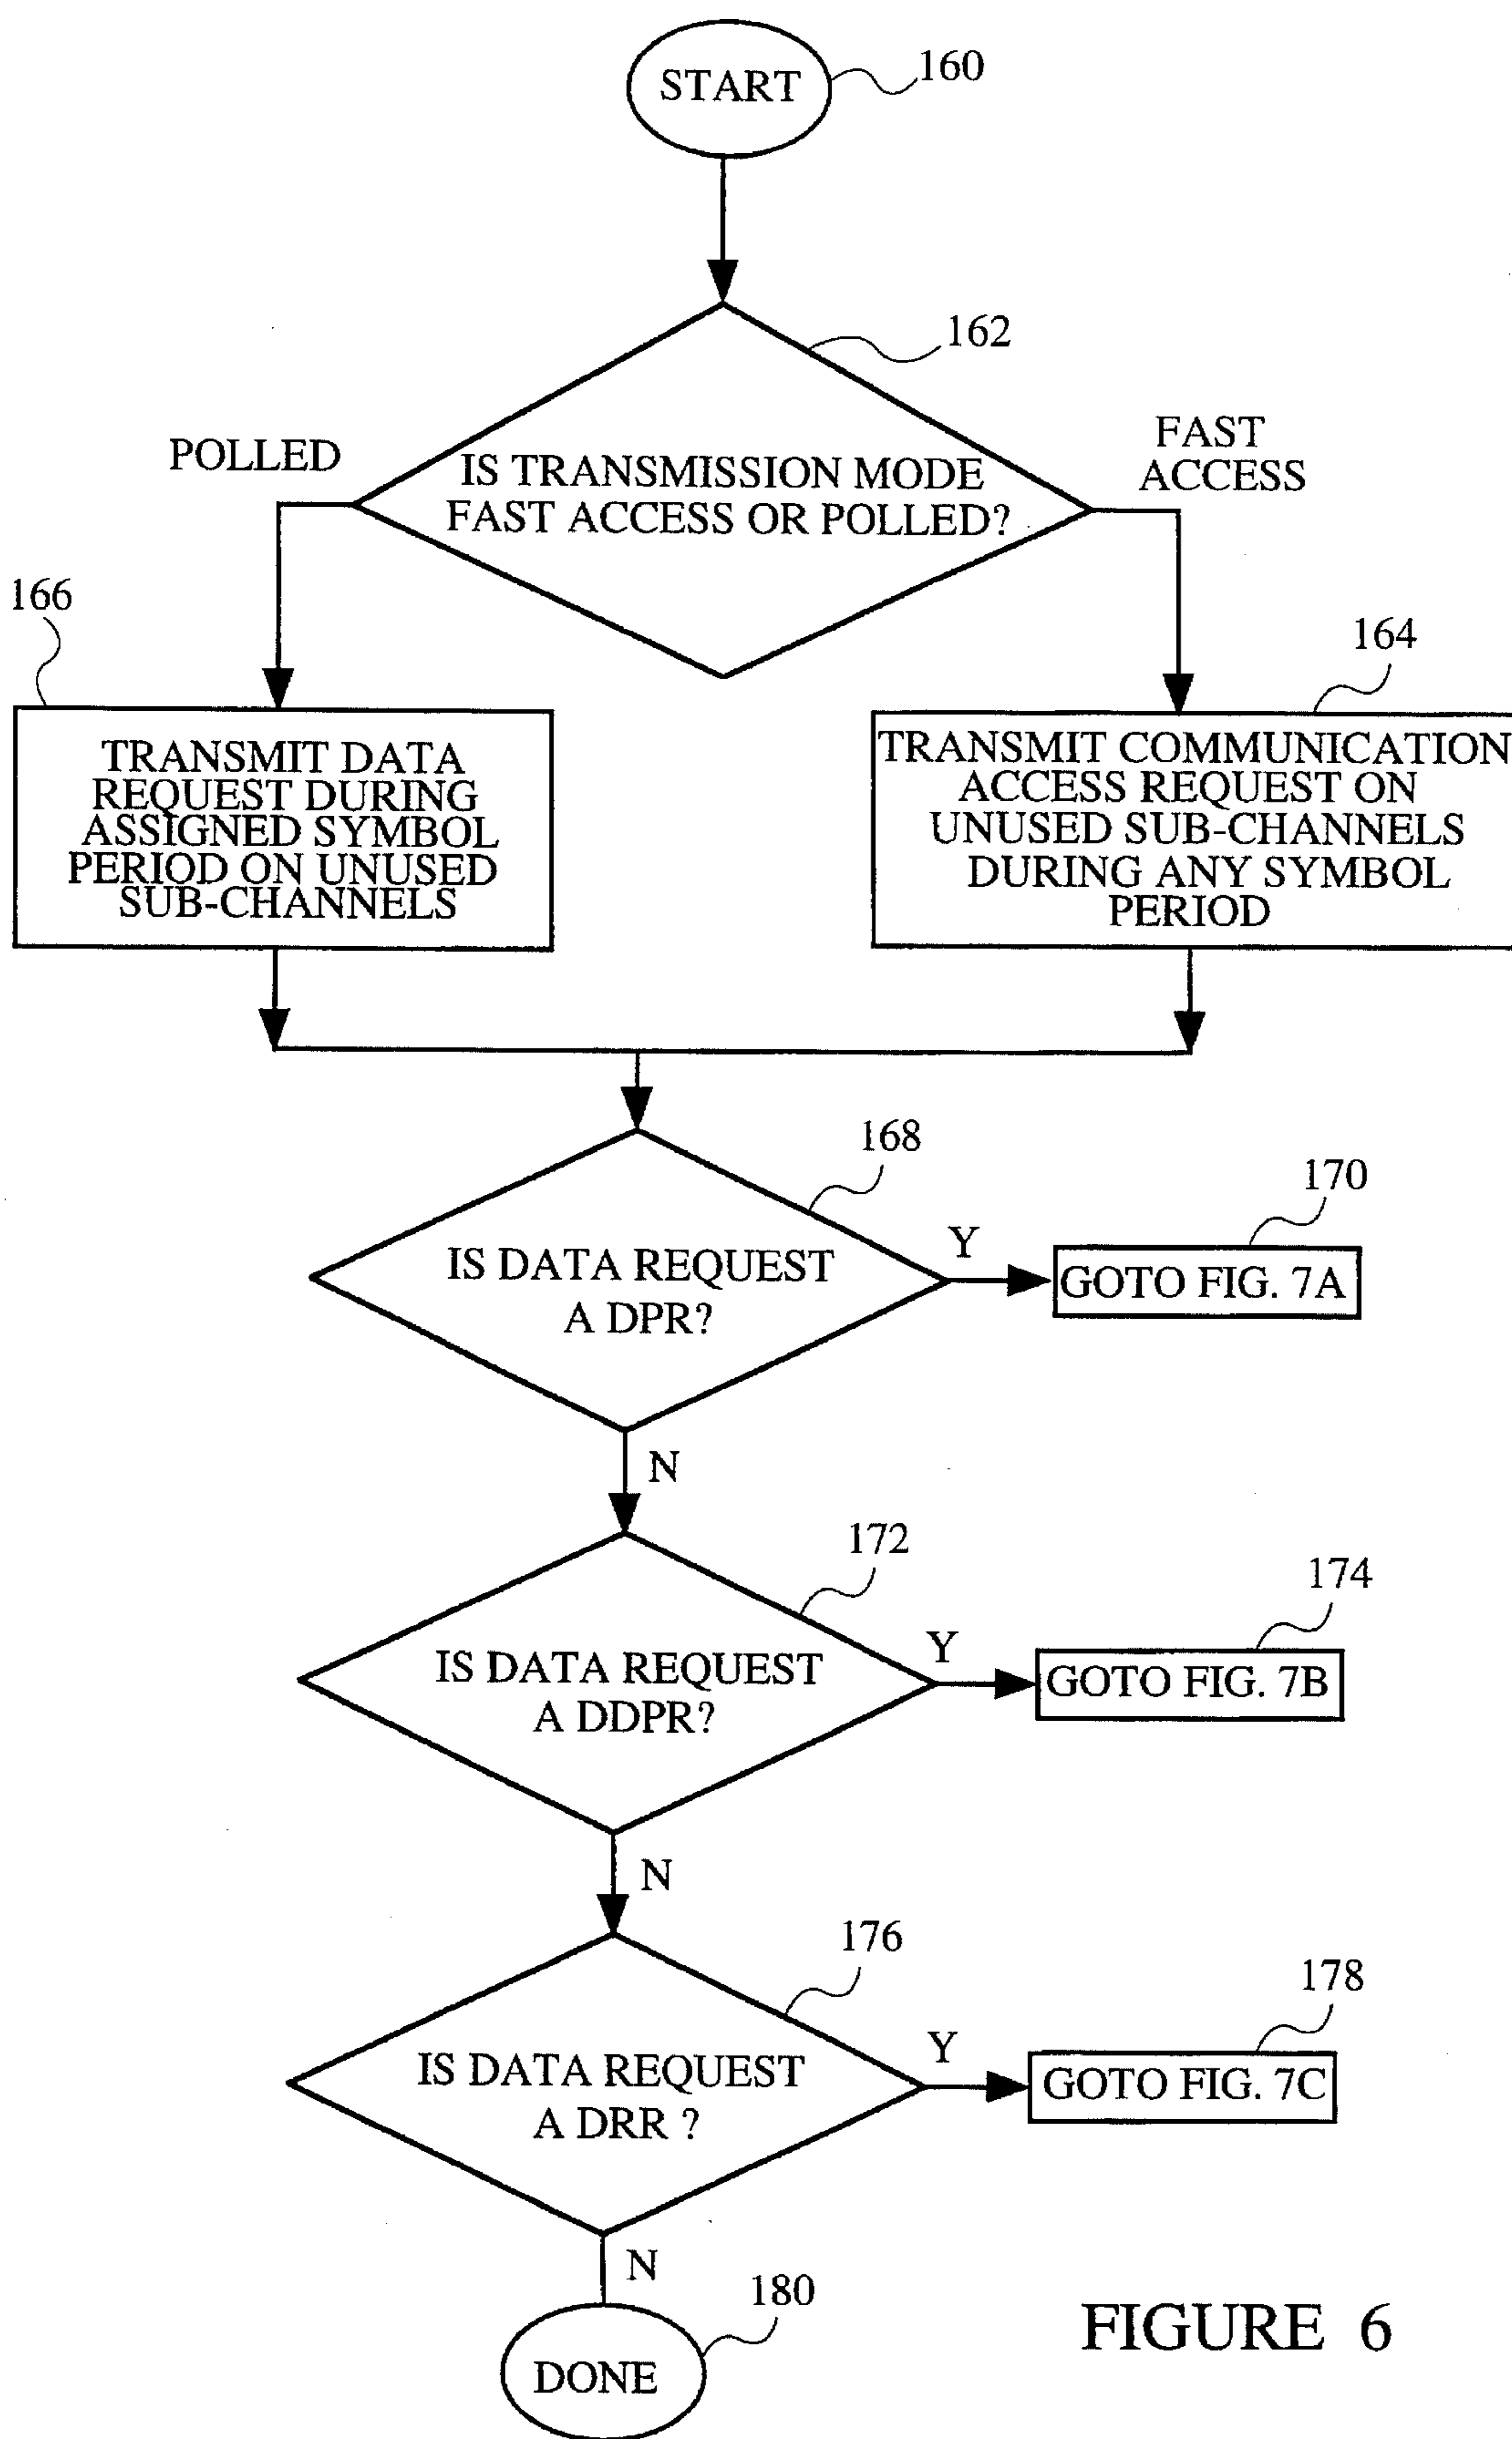 START
160
162
POLLED
FAST
ACCESS
IS TRANSMISSION MODE
FAST ACCESS OR POLLED?
166
164
TRANSMIT DATA
REQUEST DURING
ASSIGNED SYMBOL
PERIOD ON UNUSED
SUB-CHANNELS
TRANSMIT COMMUNICATION
ACCESS REQUEST ON
UNUSED SUB-CHANNELS
DURING ANY SYMBOL
PERIOD
168
170
IS DATA REQUEST
A DPR?
Y
GOTO FIG. 7A
N
172
174
IS DATA REQUEST
A DDPR?
Y
GOTO FIG. 7B
N
176
178
IS DATA REQUEST
A DRR ?
Y
GOTO FIG. 7C
N
180
DONE
FIGURE 6